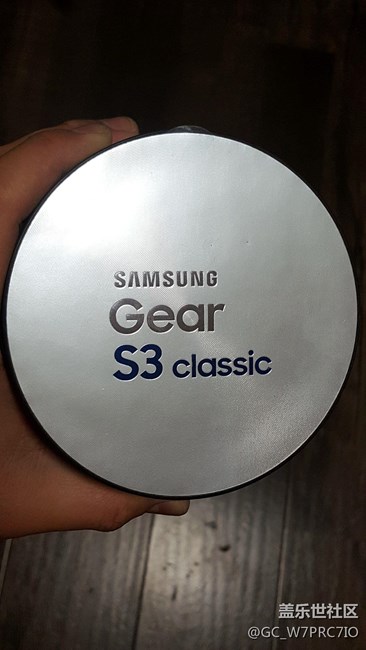 SAMSUNG
Gear
S3 classic
盖乐世社区
@GC_W7PRC7IO